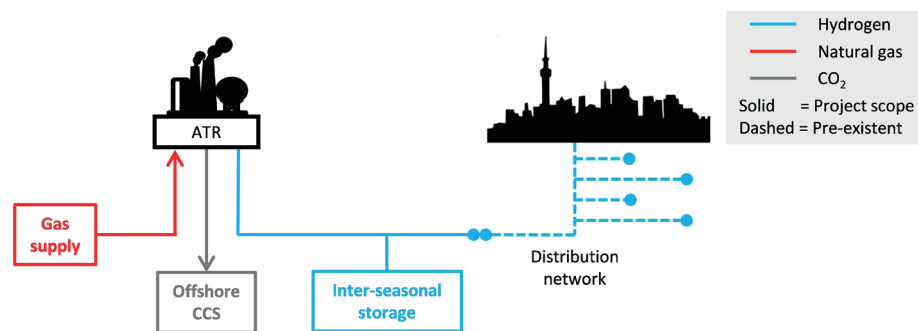 Hydrogen
Natural gas
CO₂
Solid = Project scope
Dashed = Pre-existent
ATR
Gas
supply
Offshore
CCS
Inter-seasonal
storage
Distribution
network